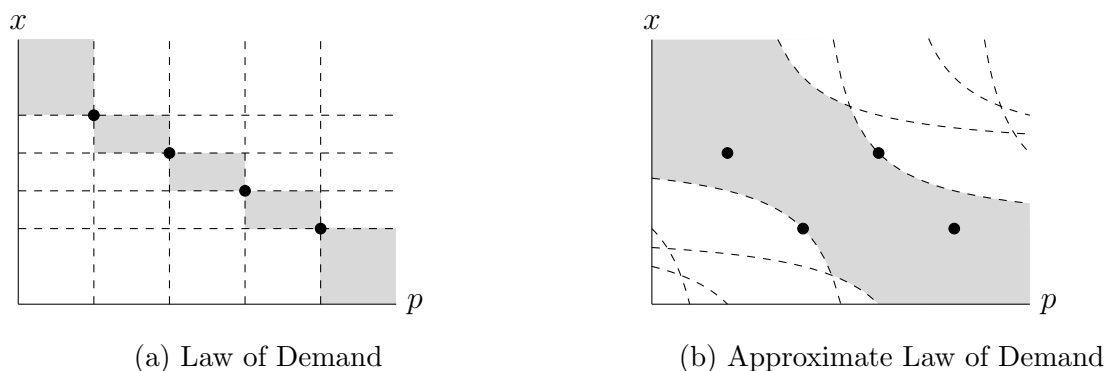 x
p
(a) Law of Demand
x
p
(b) Approximate Law of Demand